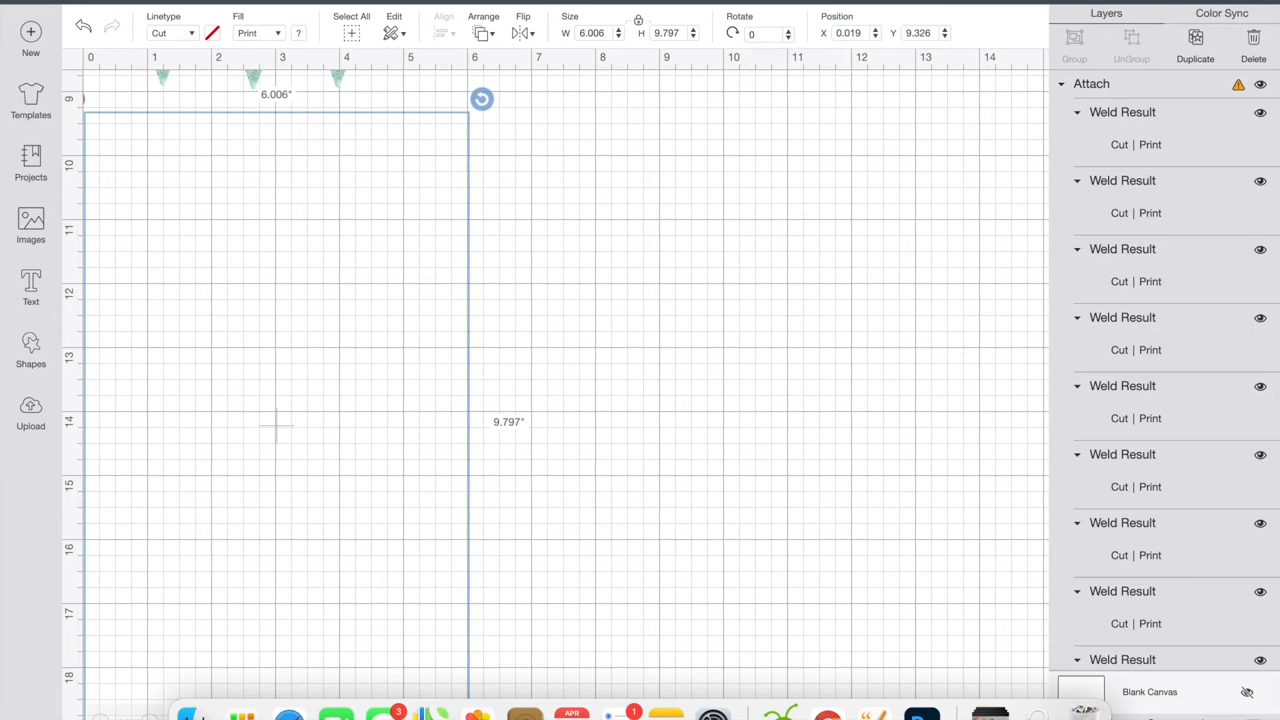 Linetype Fill Select All Edit Align Arrange Flip Size Rotate Position
Cut Print ? W 6.006 H 9.797 0 X 0.019 Y 9.326
New
Templates
Projects
Images
Text
Shapes
Upload
0 1 2 3 4 5 6 7 8 9 10 11 12 13 14
9
10
11
12
13
14
15
16
17
18
6.006"
9.797"
Layers Color Sync
Group UnGroup Duplicate Delete
Attach
Weld Result
Cut | Print
Weld Result
Cut | Print
Weld Result
Cut | Print
Weld Result
Cut | Print
Weld Result
Cut | Print
Weld Result
Cut | Print
Weld Result
Cut | Print
Weld Result
Cut | Print
Weld Result
Blank Canvas
3 APR 1